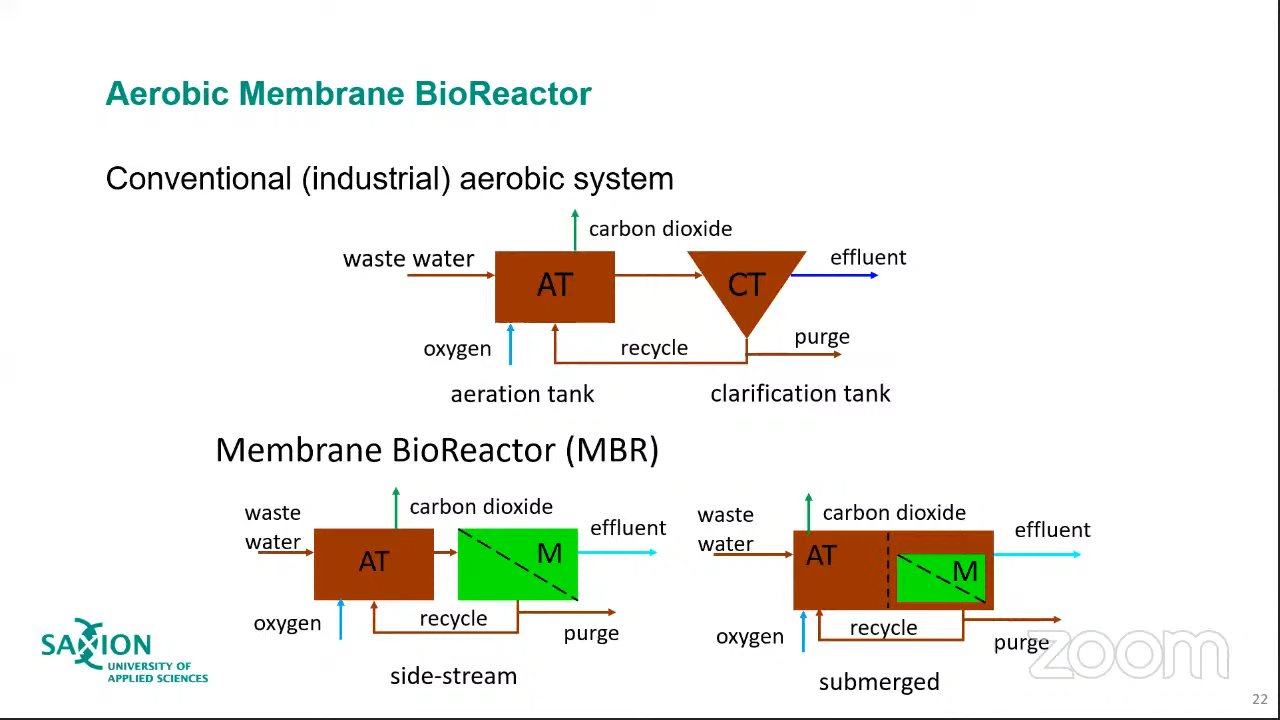 Aerobic Membrane BioReactor
Conventional (industrial) aerobic system
carbon dioxide
waste water
AT
CT
effluent
oxygen
recycle
purge
aeration tank
clarification tank
Membrane BioReactor (MBR)
waste
water
carbon dioxide
AT
M
effluent
oxygen
recycle
purge
side-stream
waste
water
carbon dioxide
AT
M
effluent
oxygen
recycle
purge
submerged
SAXION
UNIVERSITY OF
APPLIED SCIENCES
zoom
22